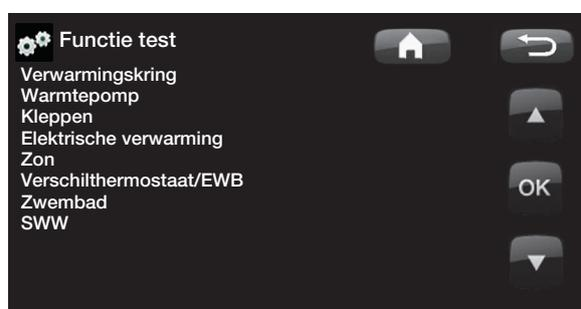 Functie test
Verwarmingskring
Warmtepomp
Kleppen
Elektrische verwarming
Zon
Verschilthermostaat/EWB
Zwembad
SWW
OK